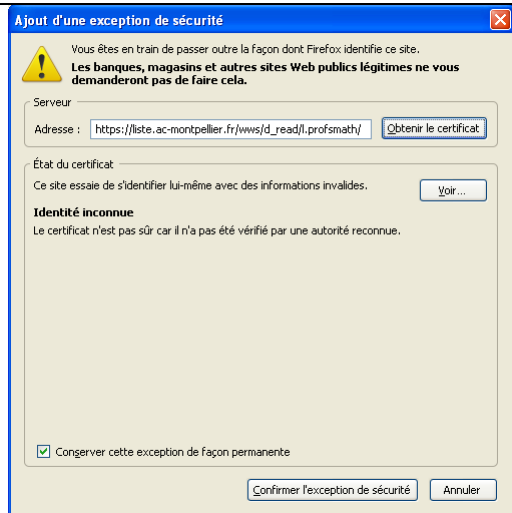 Ajout d'une exception de sécurité
Vous êtes en train de passer outre la façon dont Firefox identifie ce site.
Les banques, magasins et autres sites Web publics légitimes ne vous
demanderont pas de faire cela.
Serveur
Adresse : https://liste.ac-montpellier.fr/wws/d_read/l.profsmath/ Obtenir le certificat
État du certificat
Ce site essaie de s'identifier lui-même avec des informations invalides. Voir...
Identité inconnue
Le certificat n'est pas sûr car il n'a pas été vérifié par une autorité reconnue.
Conserver cette exception de façon permanente
Confirmer l'exception de sécurité Annuler